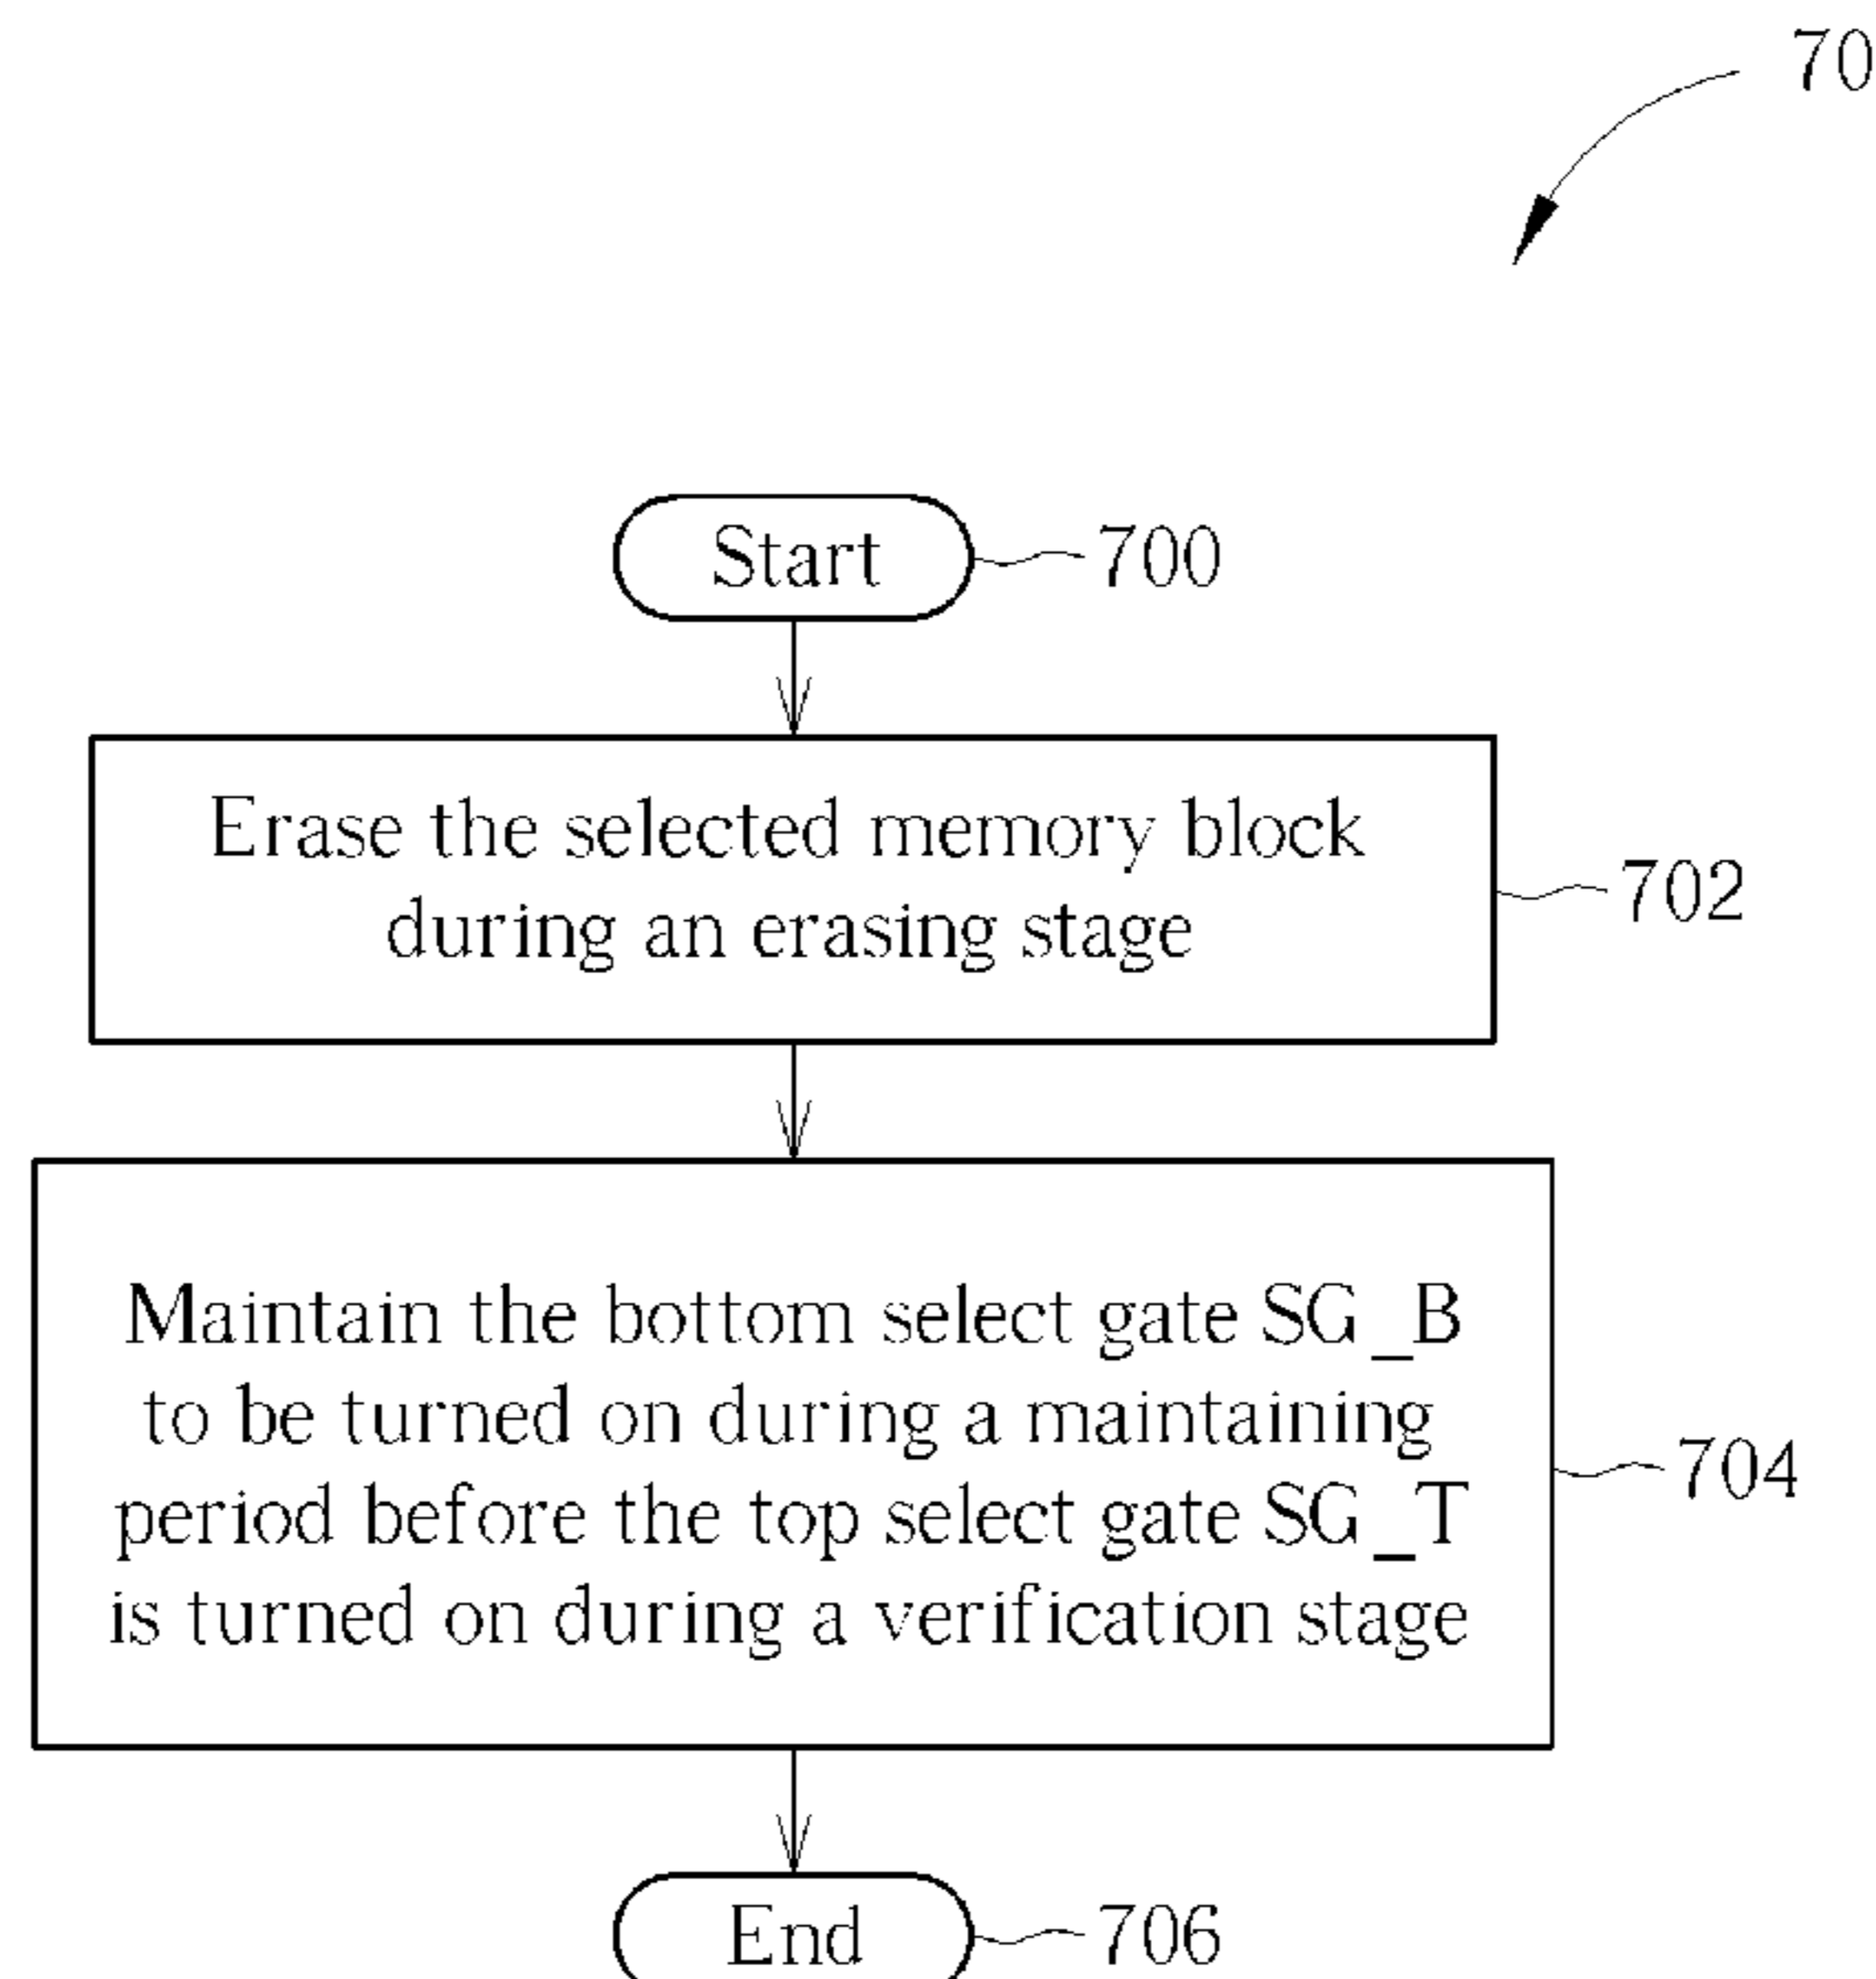 70
Start
700
Erase the selected memory block
during an erasing stage
702
Maintain the bottom select gate SG_B
to be turned on during a maintaining
period before the top select gate SG_T
is turned on during a verification stage
704
End
706